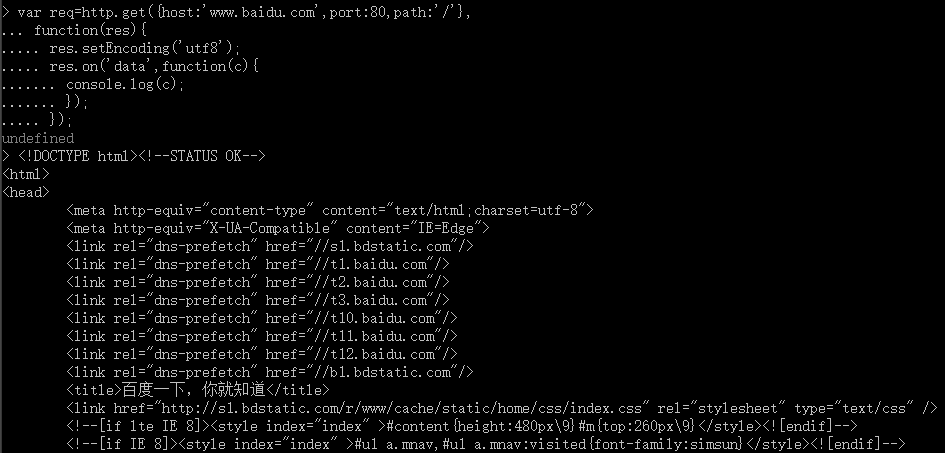 > var req=http.get({host:'www.baidu.com',port:80,path:'/'},
... function(res){
..... res.setEncoding('utf8');
..... res.on('data',function(c){
....... console.log(c);
....... });
..... });
undefined
> <!DOCTYPE html><!--STATUS OK-->
<html>
<head>
        <meta http-equiv="content-type" content="text/html;charset=utf-8">
        <meta http-equiv="X-UA-Compatible" content="IE=Edge">
        <link rel="dns-prefetch" href="//s1.bdstatic.com"/>
        <link rel="dns-prefetch" href="//t1.baidu.com"/>
        <link rel="dns-prefetch" href="//t2.baidu.com"/>
        <link rel="dns-prefetch" href="//t3.baidu.com"/>
        <link rel="dns-prefetch" href="//t10.baidu.com"/>
        <link rel="dns-prefetch" href="//t11.baidu.com"/>
        <link rel="dns-prefetch" href="//t12.baidu.com"/>
        <link rel="dns-prefetch" href="//b1.bdstatic.com"/>
        <title>百度一下，你就知道</title>
        <link href="http://s1.bdstatic.com/r/www/cache/static/home/css/index.css" rel="stylesheet" type="text/css" />
        <!--[if lte IE 8]><style index="index" >#content{height:480px\9}#m{top:260px\9}</style><![endif]-->
        <!--[if IE 8]><style index="index" >#u1 a.mnav,#u1 a.mnav:visited{font-family:simsun}</style><![endif]-->